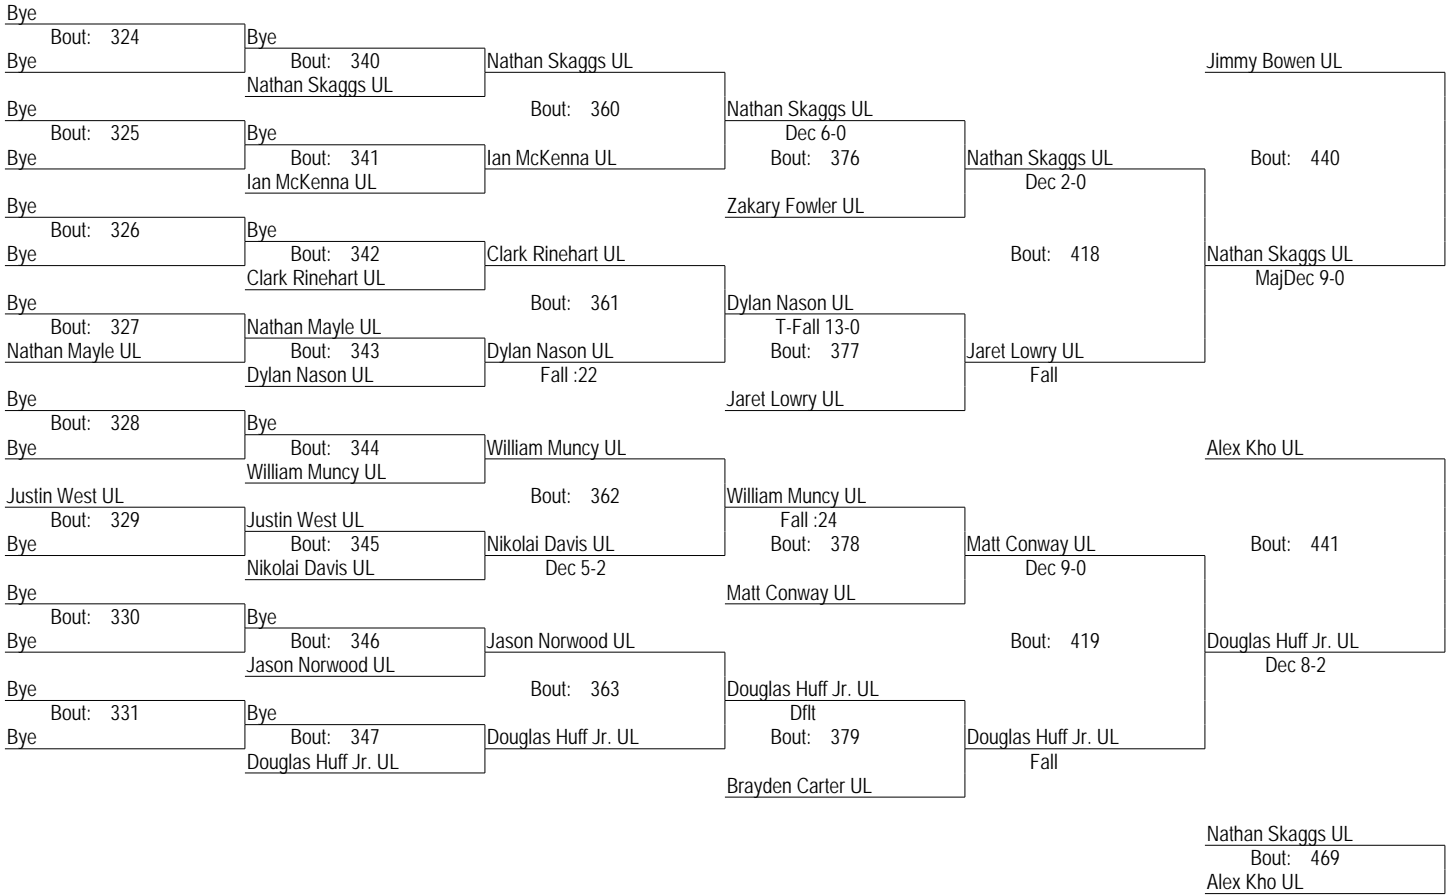 Bye
Bout: 324 Bye
Bye Bout: 340 Nathan Skaggs UL Jimmy Bowen UL
Nathan Skaggs UL
Bye Bout: 360 Nathan Skaggs UL
Bout: 325 Bye Dec 6-0
Bye Bout: 341 Ian McKenna UL Bout: 376 Nathan Skaggs UL Bout: 440
Ian McKenna UL Dec 2-0
Bye Zakary Fowler UL
Bout: 326 Bye
Bye Bout: 342 Clark Rinehart UL Bout: 418 Nathan Skaggs UL
Clark Rinehart UL MajDec 9-0
Bye Bout: 361 Dylan Nason UL
Bout: 327 Nathan Mayle UL T-Fall 13-0
Nathan Mayle UL Bout: 343 Dylan Nason UL Bout: 377 Jaret Lowry UL
Dylan Nason UL Fall :22 Fall
Bye Jaret Lowry UL
Bout: 328 Bye
Bye Bout: 344 William Muncy UL Alex Kho UL
William Muncy UL
Justin West UL Bout: 362 William Muncy UL
Bout: 329 Justin West UL Fall :24
Bye Bout: 345 Nikolai Davis UL Bout: 378 Matt Conway UL Bout: 441
Nikolai Davis UL Dec 5-2 Dec 9-0
Bye Matt Conway UL
Bout: 330 Bye
Bye Bout: 346 Jason Norwood UL Bout: 419 Douglas Huff Jr. UL
Jason Norwood UL Dec 8-2
Bye Bout: 363 Douglas Huff Jr. UL
Bout: 331 Bye Dflt
Bye Bout: 347 Douglas Huff Jr. UL Bout: 379 Douglas Huff Jr. UL
Douglas Huff Jr. UL Fall
Brayden Carter UL
Nathan Skaggs UL
Bout: 469
Alex Kho UL